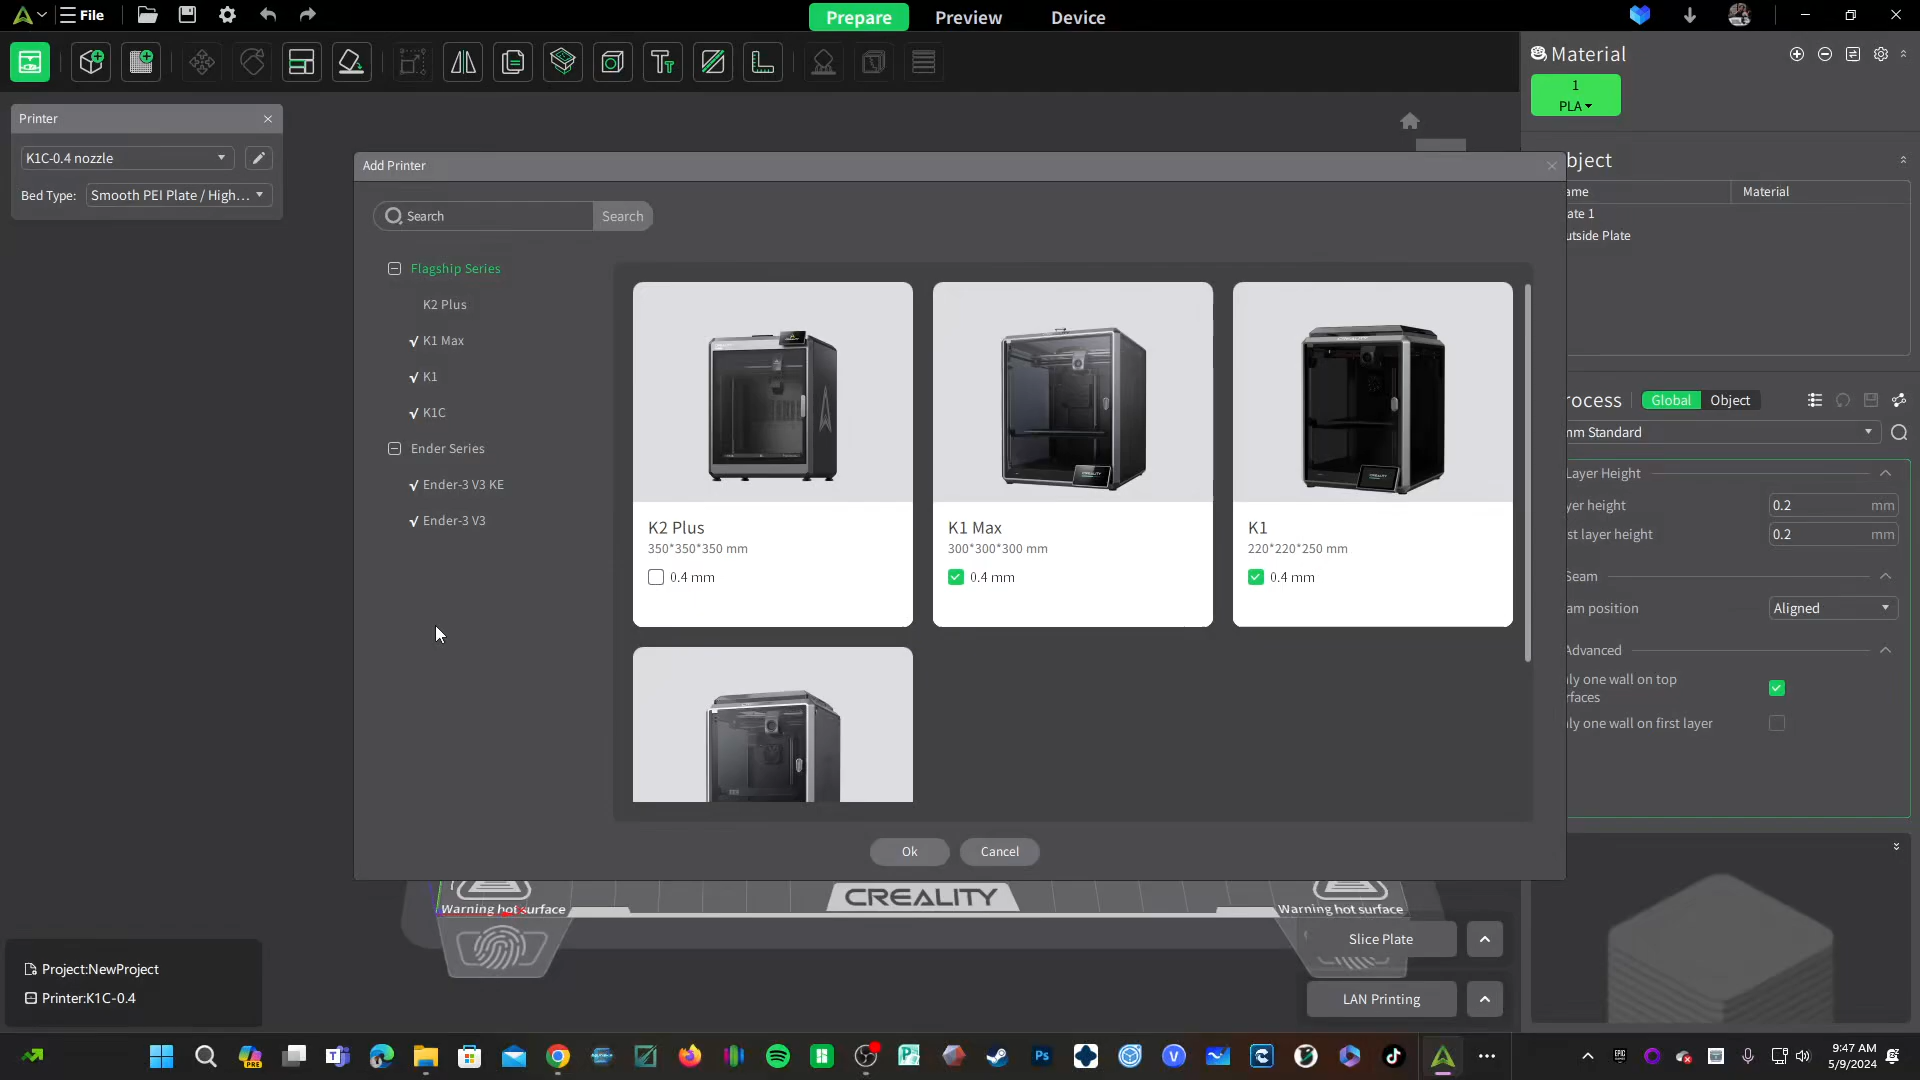 File
Prepare
Preview
Device
Material
1
PLA
Printer
K1C-0.4 nozzle
Bed Type:
Smooth PEI Plate / High...
Add Printer
Search
Search
Flagship Series
K2 Plus
K1 Max
K1
K1C
Ender Series
Ender-3 V3 KE
Ender-3 V3
K2 Plus
350*350*350 mm
0.4 mm
K1 Max
300*300*300 mm
0.4 mm
K1
220*220*250 mm
0.4 mm
Ok
Cancel
bject
ame
Material
ate 1
utside Plate
rocess
Global
Object
nm Standard
Layer Height
yer height
0.2 mm
st layer height
0.2 mm
Seam
am position
Aligned
Advanced
ly one wall on top
rfaces
ly one wall on first layer
CREALITY
Warning hot surface
Warning hot surface
Slice Plate
LAN Printing
Project:NewProject
Printer:K1C-0.4
9:47 AM
5/9/2024